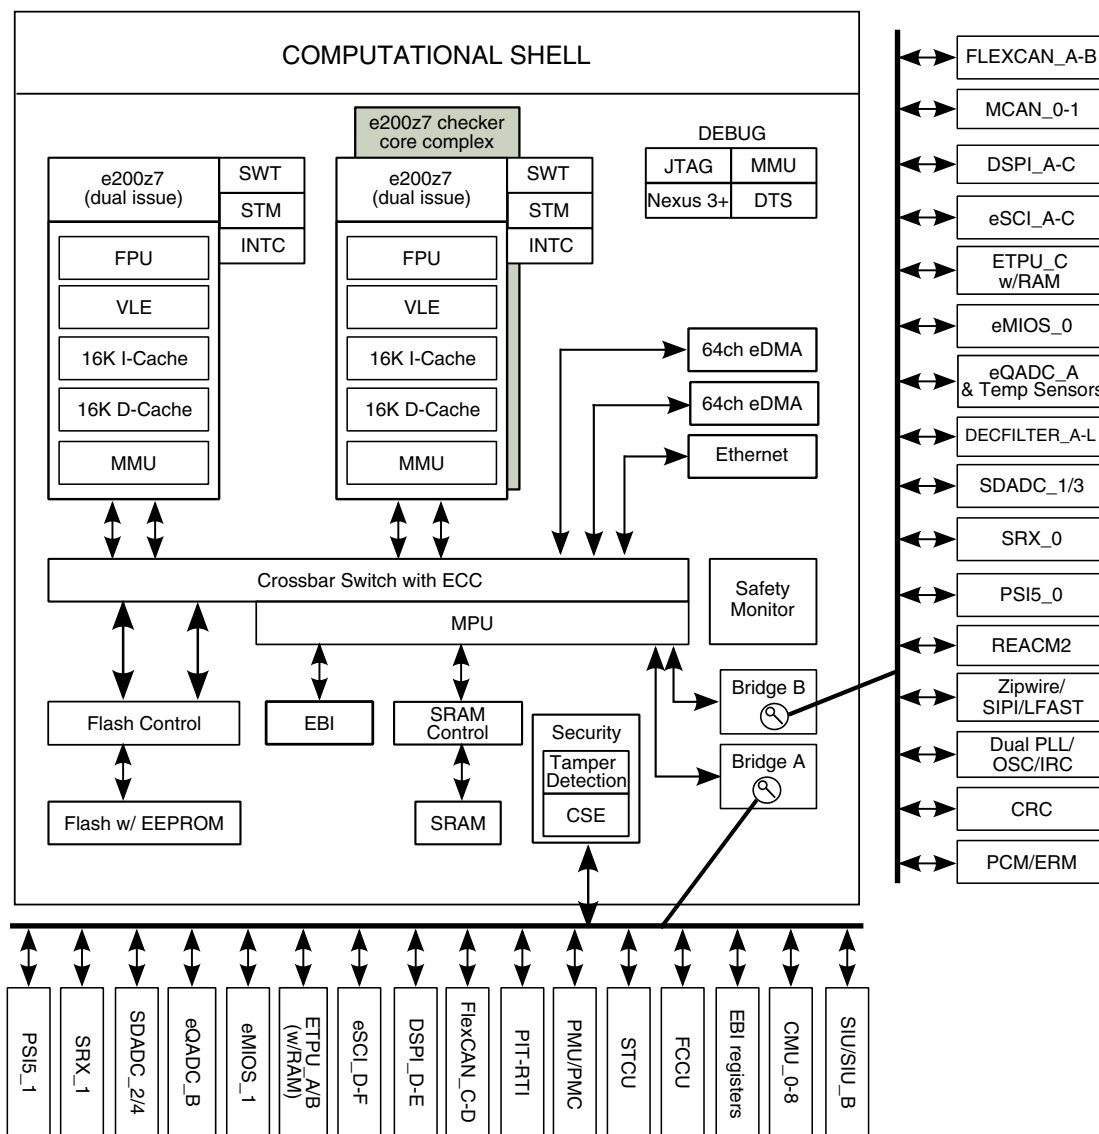 COMPUTATIONAL SHELL
e200z7 checker
core complex
e200z7
(dual issue)
SWT
STM
INTC
FPU
VLE
16K I-Cache
16K D-Cache
MMU
e200z7
(dual issue)
SWT
STM
INTC
FPU
VLE
16K I-Cache
16K D-Cache
MMU
DEBUG
JTAG
MMU
Nexus 3+
DTS
64ch eDMA
64ch eDMA
Ethernet
Crossbar Switch with ECC
MPU
Safety
Monitor
Flash Control
EBI
SRAM
Control
Security
Tamper
Detection
CSE
Bridge B
Bridge A
Flash w/ EEPROM
SRAM
FLEXCAN_A-B
MCAN_0-1
DSPI_A-C
eSCI_A-C
ETPU_C
w/RAM
eMIOS_0
eQADC_A
& Temp Sensors
DECFILTER_A-L
SDADC_1/3
SRX_0
PSI5_0
REACM2
Zipwire/
SIPI/LFAST
Dual PLL/
OSC/IRC
CRC
PCM/ERM
PSI5_1
SRX_1
SDADC_2/4
eQADC_B
eMIOS_1
ETPU_A/B
(w/RAM)
eSCI_D-F
DSPI_D-E
FlexCAN_C-D
PIT-RTI
PMU/PMC
STCU
FCCU
EBI registers
CMU_0-8
SIU/SIU_B